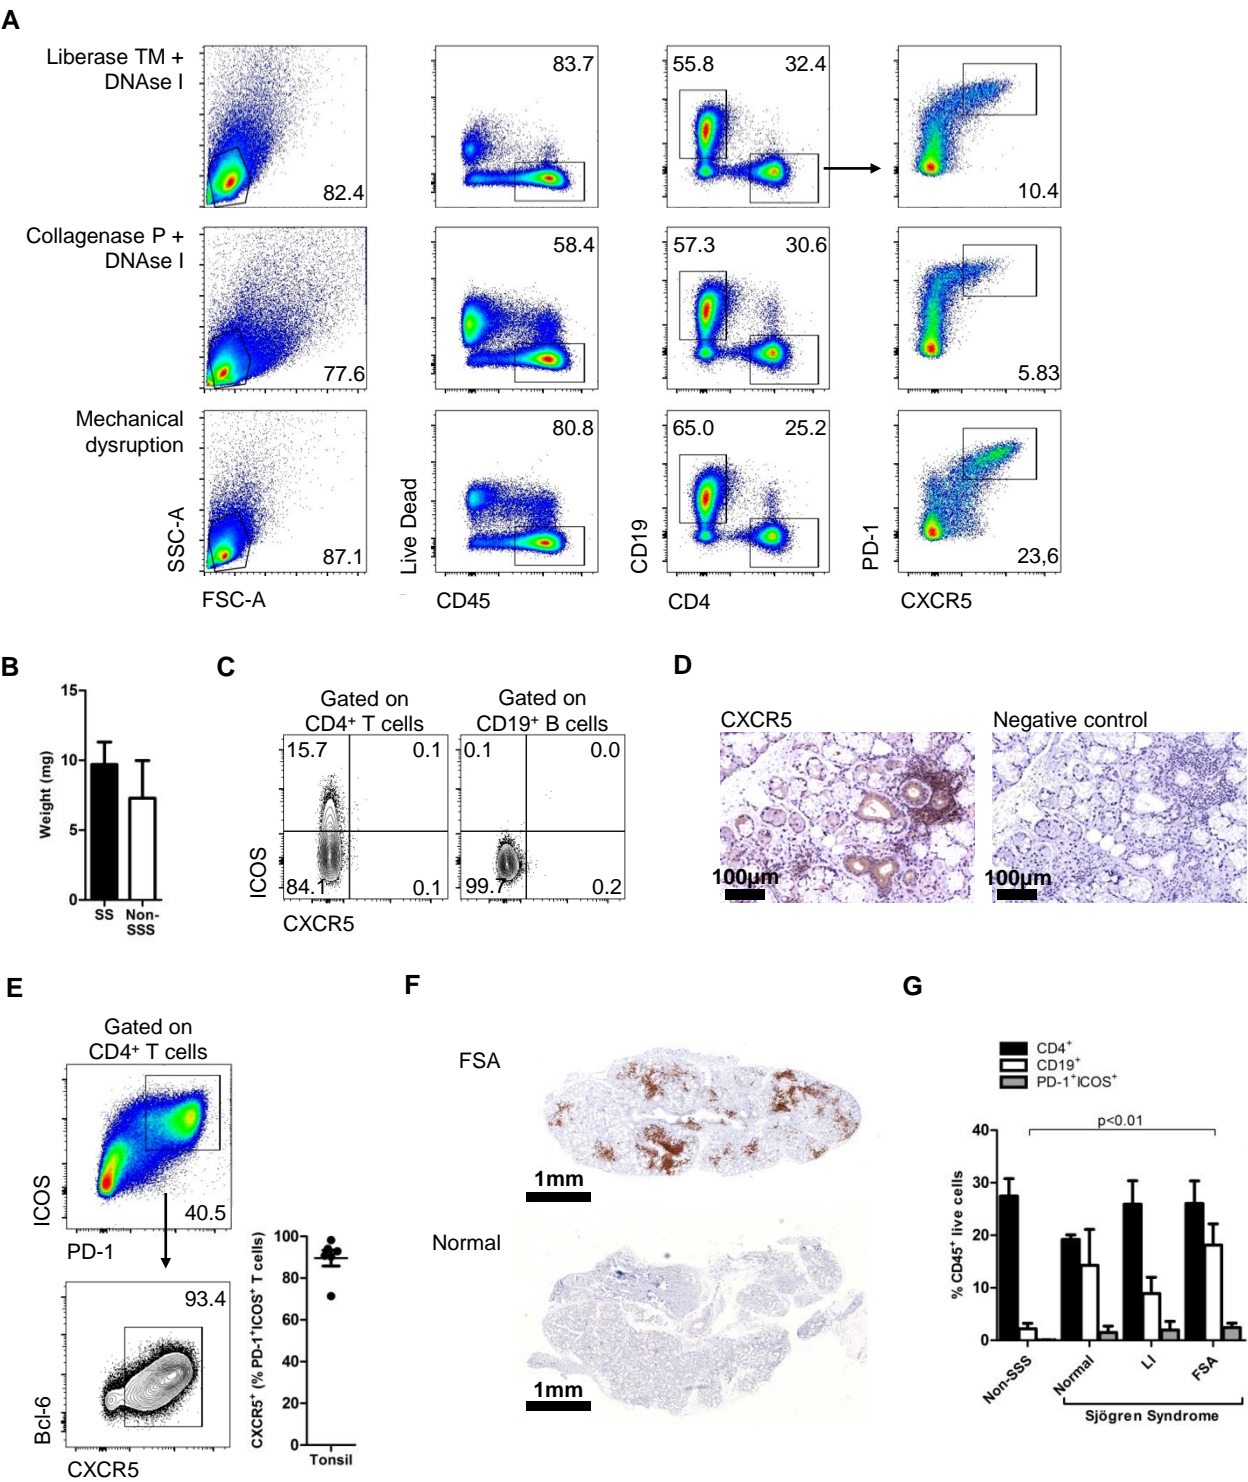 A
Liberase TM +
DNAse I
82.4
83.7
55.8
32.4
10.4
Collagenase P +
DNAse I
77.6
58.4
57.3
30.6
5.83
Mechanical
dysruption
SSC-A
87.1
FSC-A
Live Dead
80.8
CD45
CD19
65.0
25.2
CD4
PD-1
23,6
CXCR5
B
Weight (mg)
15
10
5
0
SS
Non-
SSS
C
Gated on
CD4+ T cells
15.7
0.1
84.1
0.1
ICOS
CXCR5
Gated on
CD19+ B cells
0.1
0.0
99.7
0.2
D
CXCR5
100µm
Negative control
100µm
E
Gated on
CD4+ T cells
ICOS
40.5
PD-1
93.4
Bcl-6
CXCR5
CXCR5+ (% PD-1+ICOS+ T cells)
100
80
60
40
20
0
Tonsil
F
FSA
1mm
Normal
1mm
G
CD4+
CD19+
PD-1+ICOS+
p<0.01
% CD45+ live cells
40
30
20
10
0
Non-SSS
Normal
LI
FSA
Sjögren Syndrome